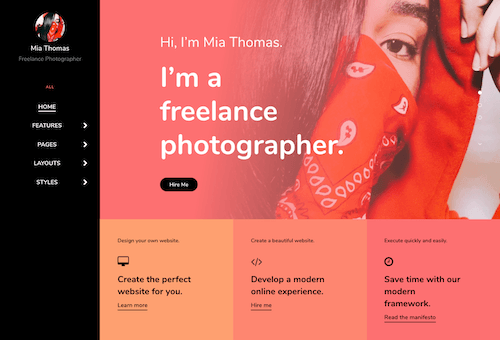 Mia Thomas
Freelance Photographer
ALL
HOME
FEATURES
PAGES
LAYOUTS
STYLES
Hi, I'm Mia Thomas.
I'm a
freelance
photographer.
Hire Me
Design your own website.
Create the perfect
website for you.
Learn more
Create a beautiful website.
Develop a modern
online experience.
Hire me
Execute quickly and easily.
Save time with our
modern
framework.
Read the manifesto